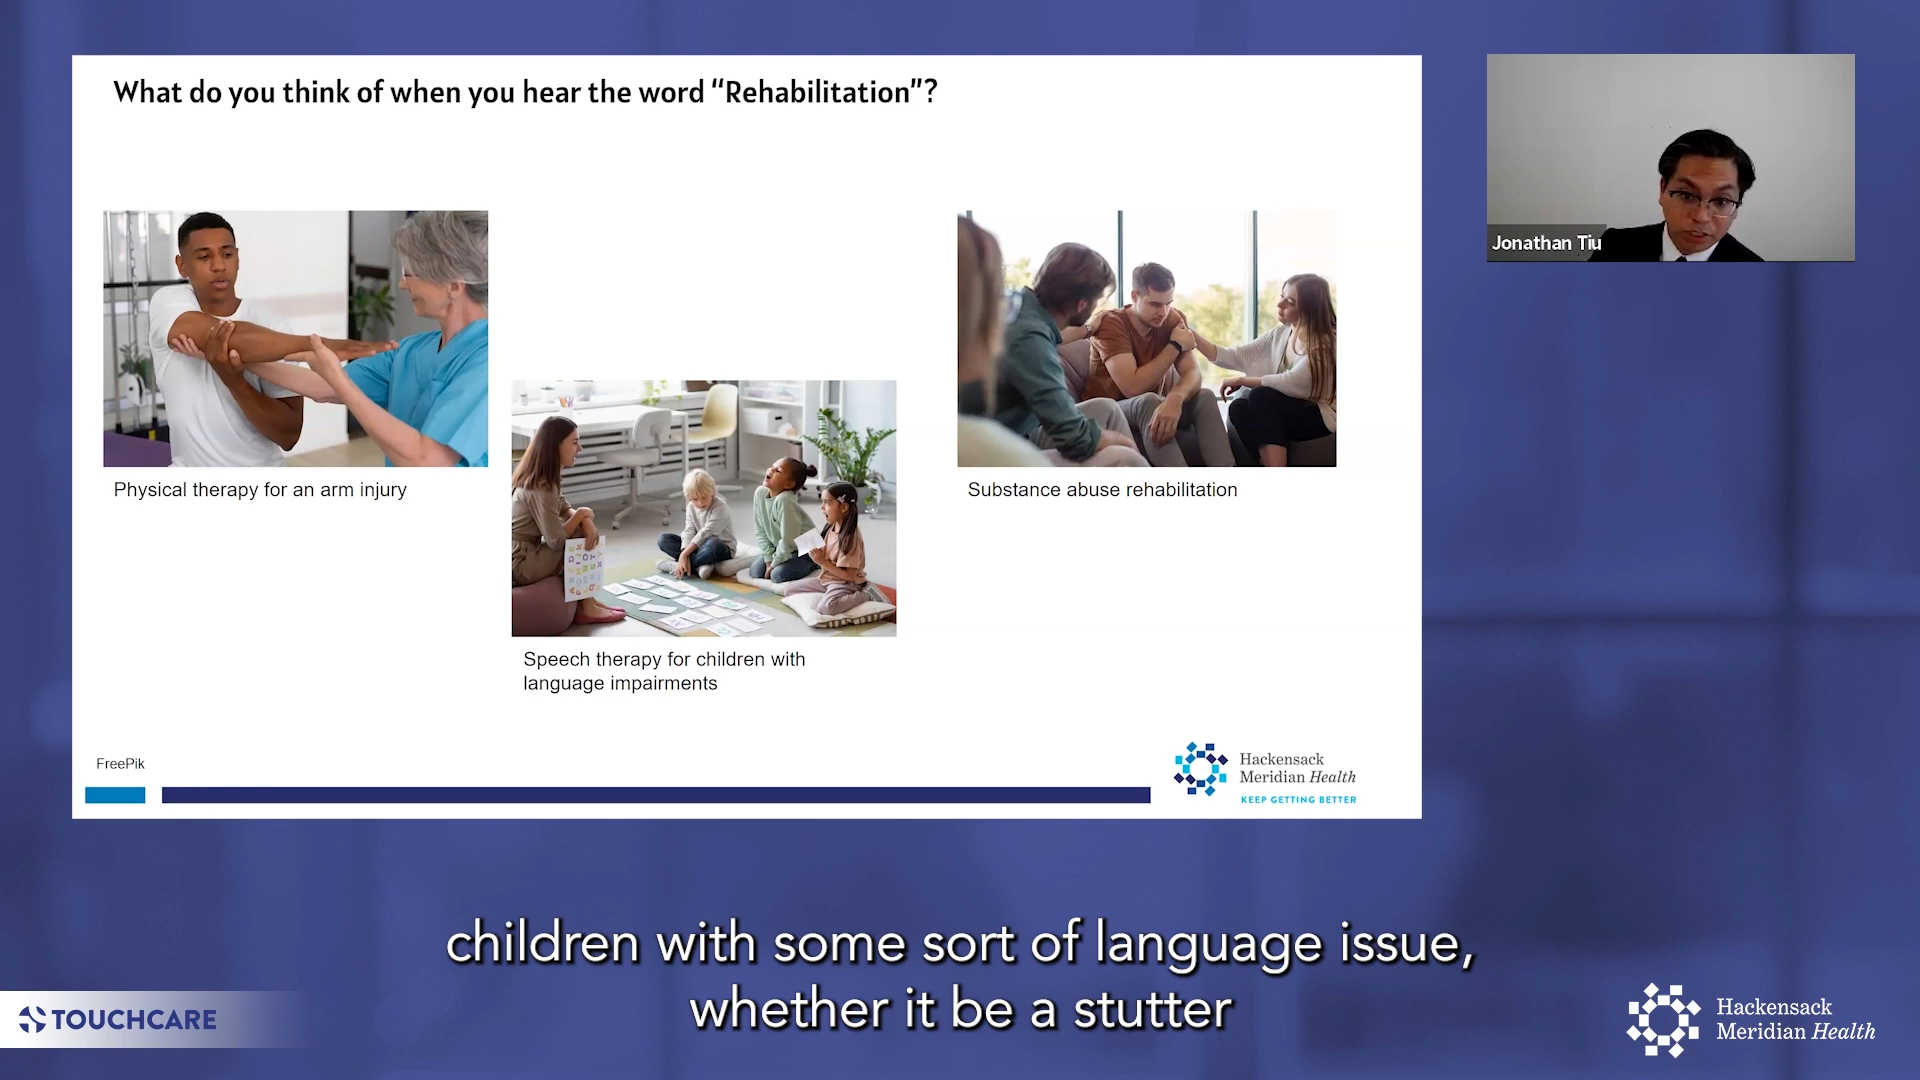 What do you think of when you hear the word “Rehabilitation”?
Jonathan Tiu
Physical therapy for an arm injury
Substance abuse rehabilitation
Speech therapy for children with
language impairments
FreePik
Hackensack
Meridian Health
KEEP GETTING BETTER
children with some sort of language issue,
whether it be a stutter
TOUCHCARE
Hackensack
Meridian Health